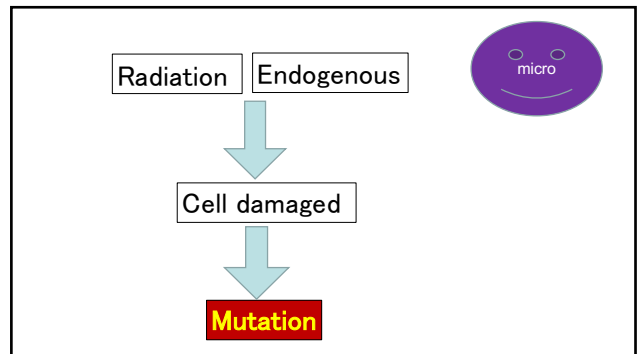 Radiation Endogenous
micro
Cell damaged
Mutation